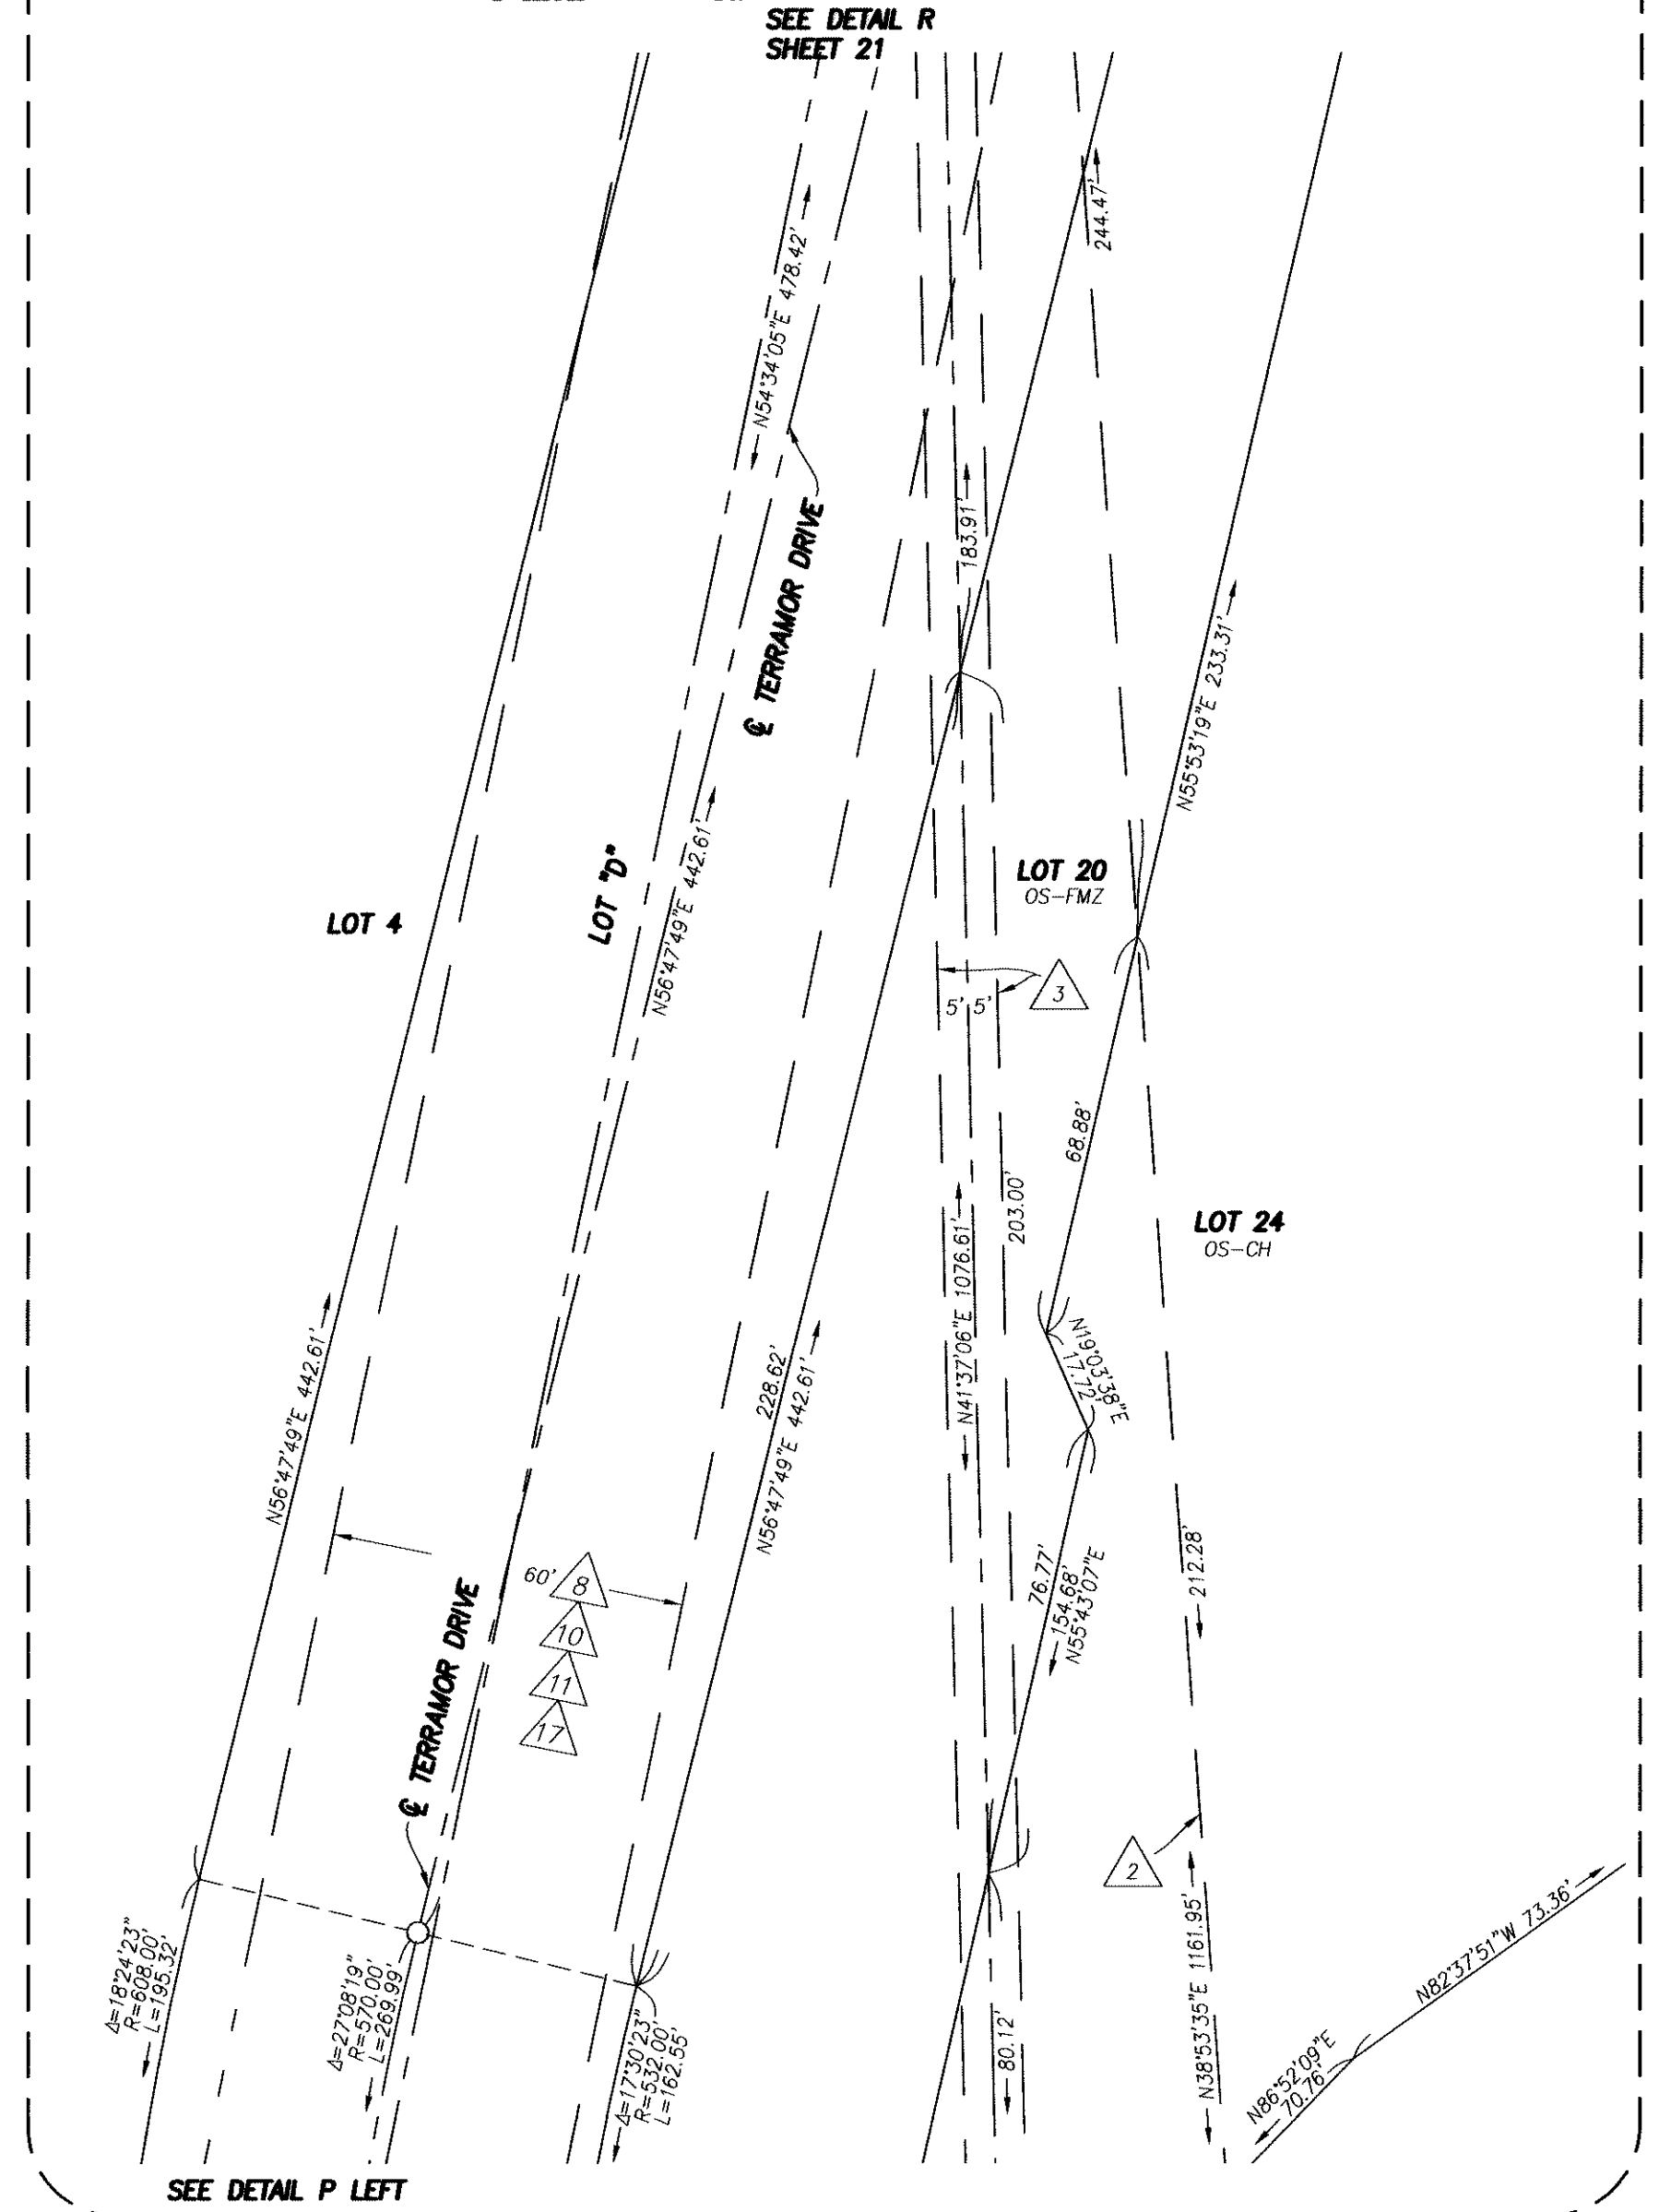 SEE DETAIL R
SHEET 21
244.47'
N54°34'05"E 478.42'
℄ TERRAMOR DRIVE
183.91'
N55°53'19"E 233.31'
LOT 4
LOT "D"
N56°47'49"E 442.61'
LOT 20
OS-FMZ
3
5' 5'
68.88'
203.00'
N41°37'06"E 1076.61'
LOT 24
OS-CH
N56°47'49"E 442.61'
228.62'
N56°47'49"E 442.61'
N19°03'38"E
17.72'
60'
8
10
11
17
76.77'
154.68'
N55°43'07"E
212.28'
℄ TERRAMOR DRIVE
2
N38°53'35"E 1161.95'
Δ=18°24'23"
R=608.00'
L=195.32'
Δ=27°08'19"
R=570.00'
L=269.99'
Δ=17°30'23"
R=532.00'
L=162.55'
80.12'
N82°37'51"W 73.36'
N86°52'09"E
70.76'
SEE DETAIL P LEFT